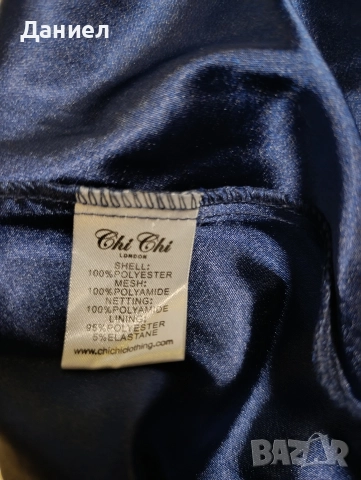 Даниел
Chi Chi
LONDON
SHELL:
100%POLYESTER
MESH:
100%POLYAMIDE
NETTING:
100%POLYAMIDE
LINING:
95%POLYESTER
5%ELASTANE
www.chichiclothing.com
BAZAR